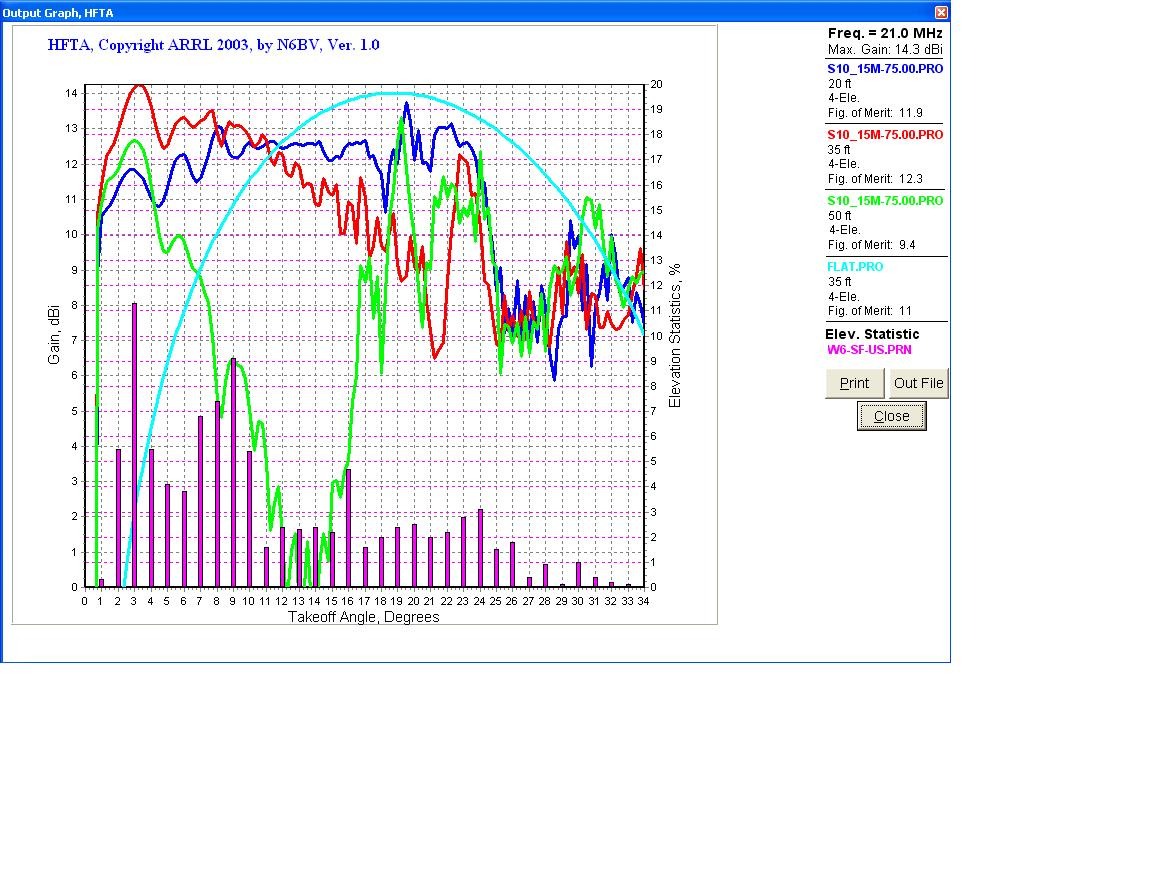 Output Graph, HFTA
HFTA, Copyright ARRL 2003, by N6BV, Ver. 1.0
Freq. = 21.0 MHz
Max. Gain: 14.3 dBi
S10_15M-75.00.PRO
20 ft
4-Ele.
Fig. of Merit: 11.9
S10_15M-75.00.PRO
35 ft
4-Ele.
Fig. of Merit: 12.3
S10_15M-75.00.PRO
50 ft
4-Ele.
Fig. of Merit: 9.4
FLAT.PRO
35 ft
4-Ele.
Fig. of Merit: 11
Elev. Statistic
W6-SF-US.PRN
Print Out File
Close
Gain, dBi
14
13
12
11
10
9
8
7
6
5
4
3
2
1
0
20
19
18
17
16
15
14
13
12
11
10
9
8
7
6
5
4
3
2
1
0
Elevation Statistics, %
0 1 2 3 4 5 6 7 8 9 10 11 12 13 14 15 16 17 18 19 20 21 22 23 24 25 26 27 28 29 30 31 32 33 34
Takeoff Angle, Degrees